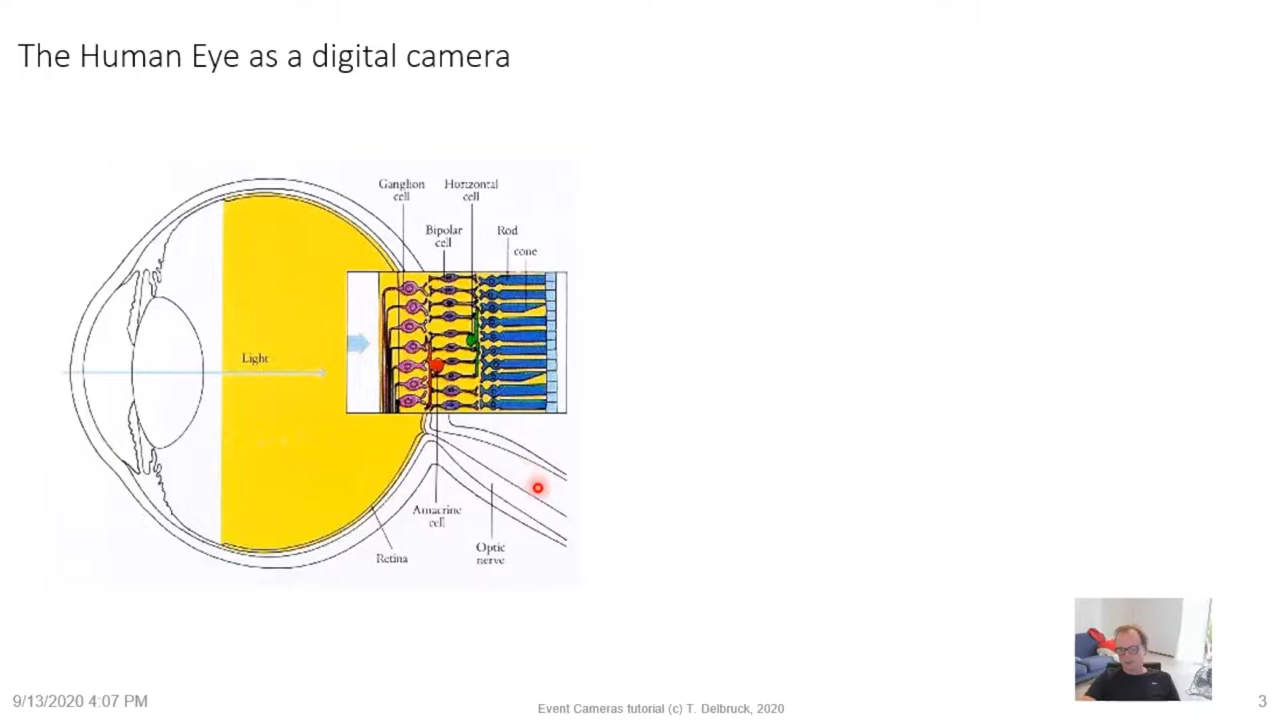 The Human Eye as a digital camera
Ganglion
cell
Horizontal
cell
Bipolar
cell
Rod
cone
Light
Amacrine
cell
Retina
Optic
nerve
9/13/2020 4:07 PM
Event Cameras tutorial (c) T. Delbruck, 2020
3